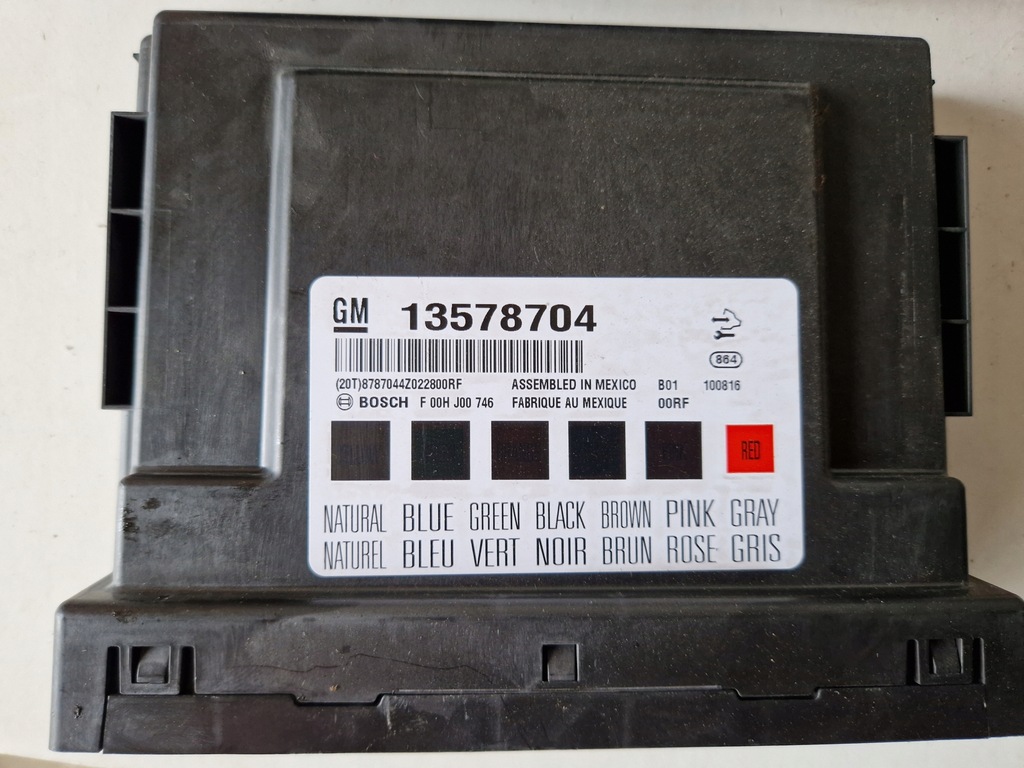 GM 13578704
864
(20T)8787044Z022800RF ASSEMBLED IN MEXICO B01 100816
BOSCH F 00H J00 746 FABRIQUE AU MEXIQUE 00RF
RED
NATURAL BLUE GREEN BLACK BROWN PINK GRAY
NATUREL BLEU VERT NOIR BRUN ROSE GRIS